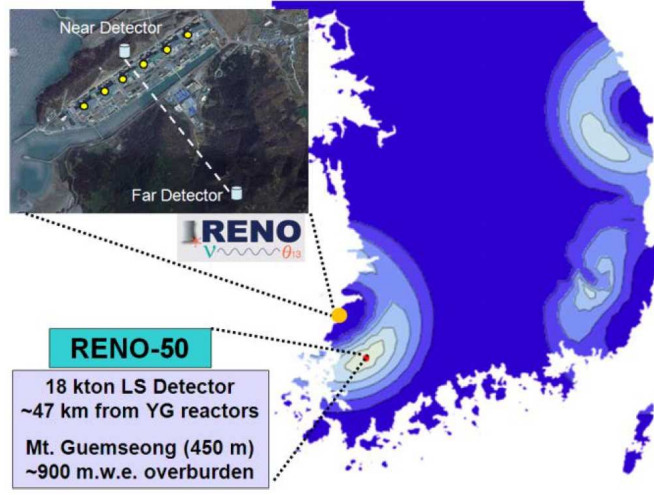 Near Detector
Far Detector
RENO
ν θ13
RENO-50
18 kton LS Detector
~47 km from YG reactors
Mt. Guemseong (450 m)
~900 m.w.e. overburden